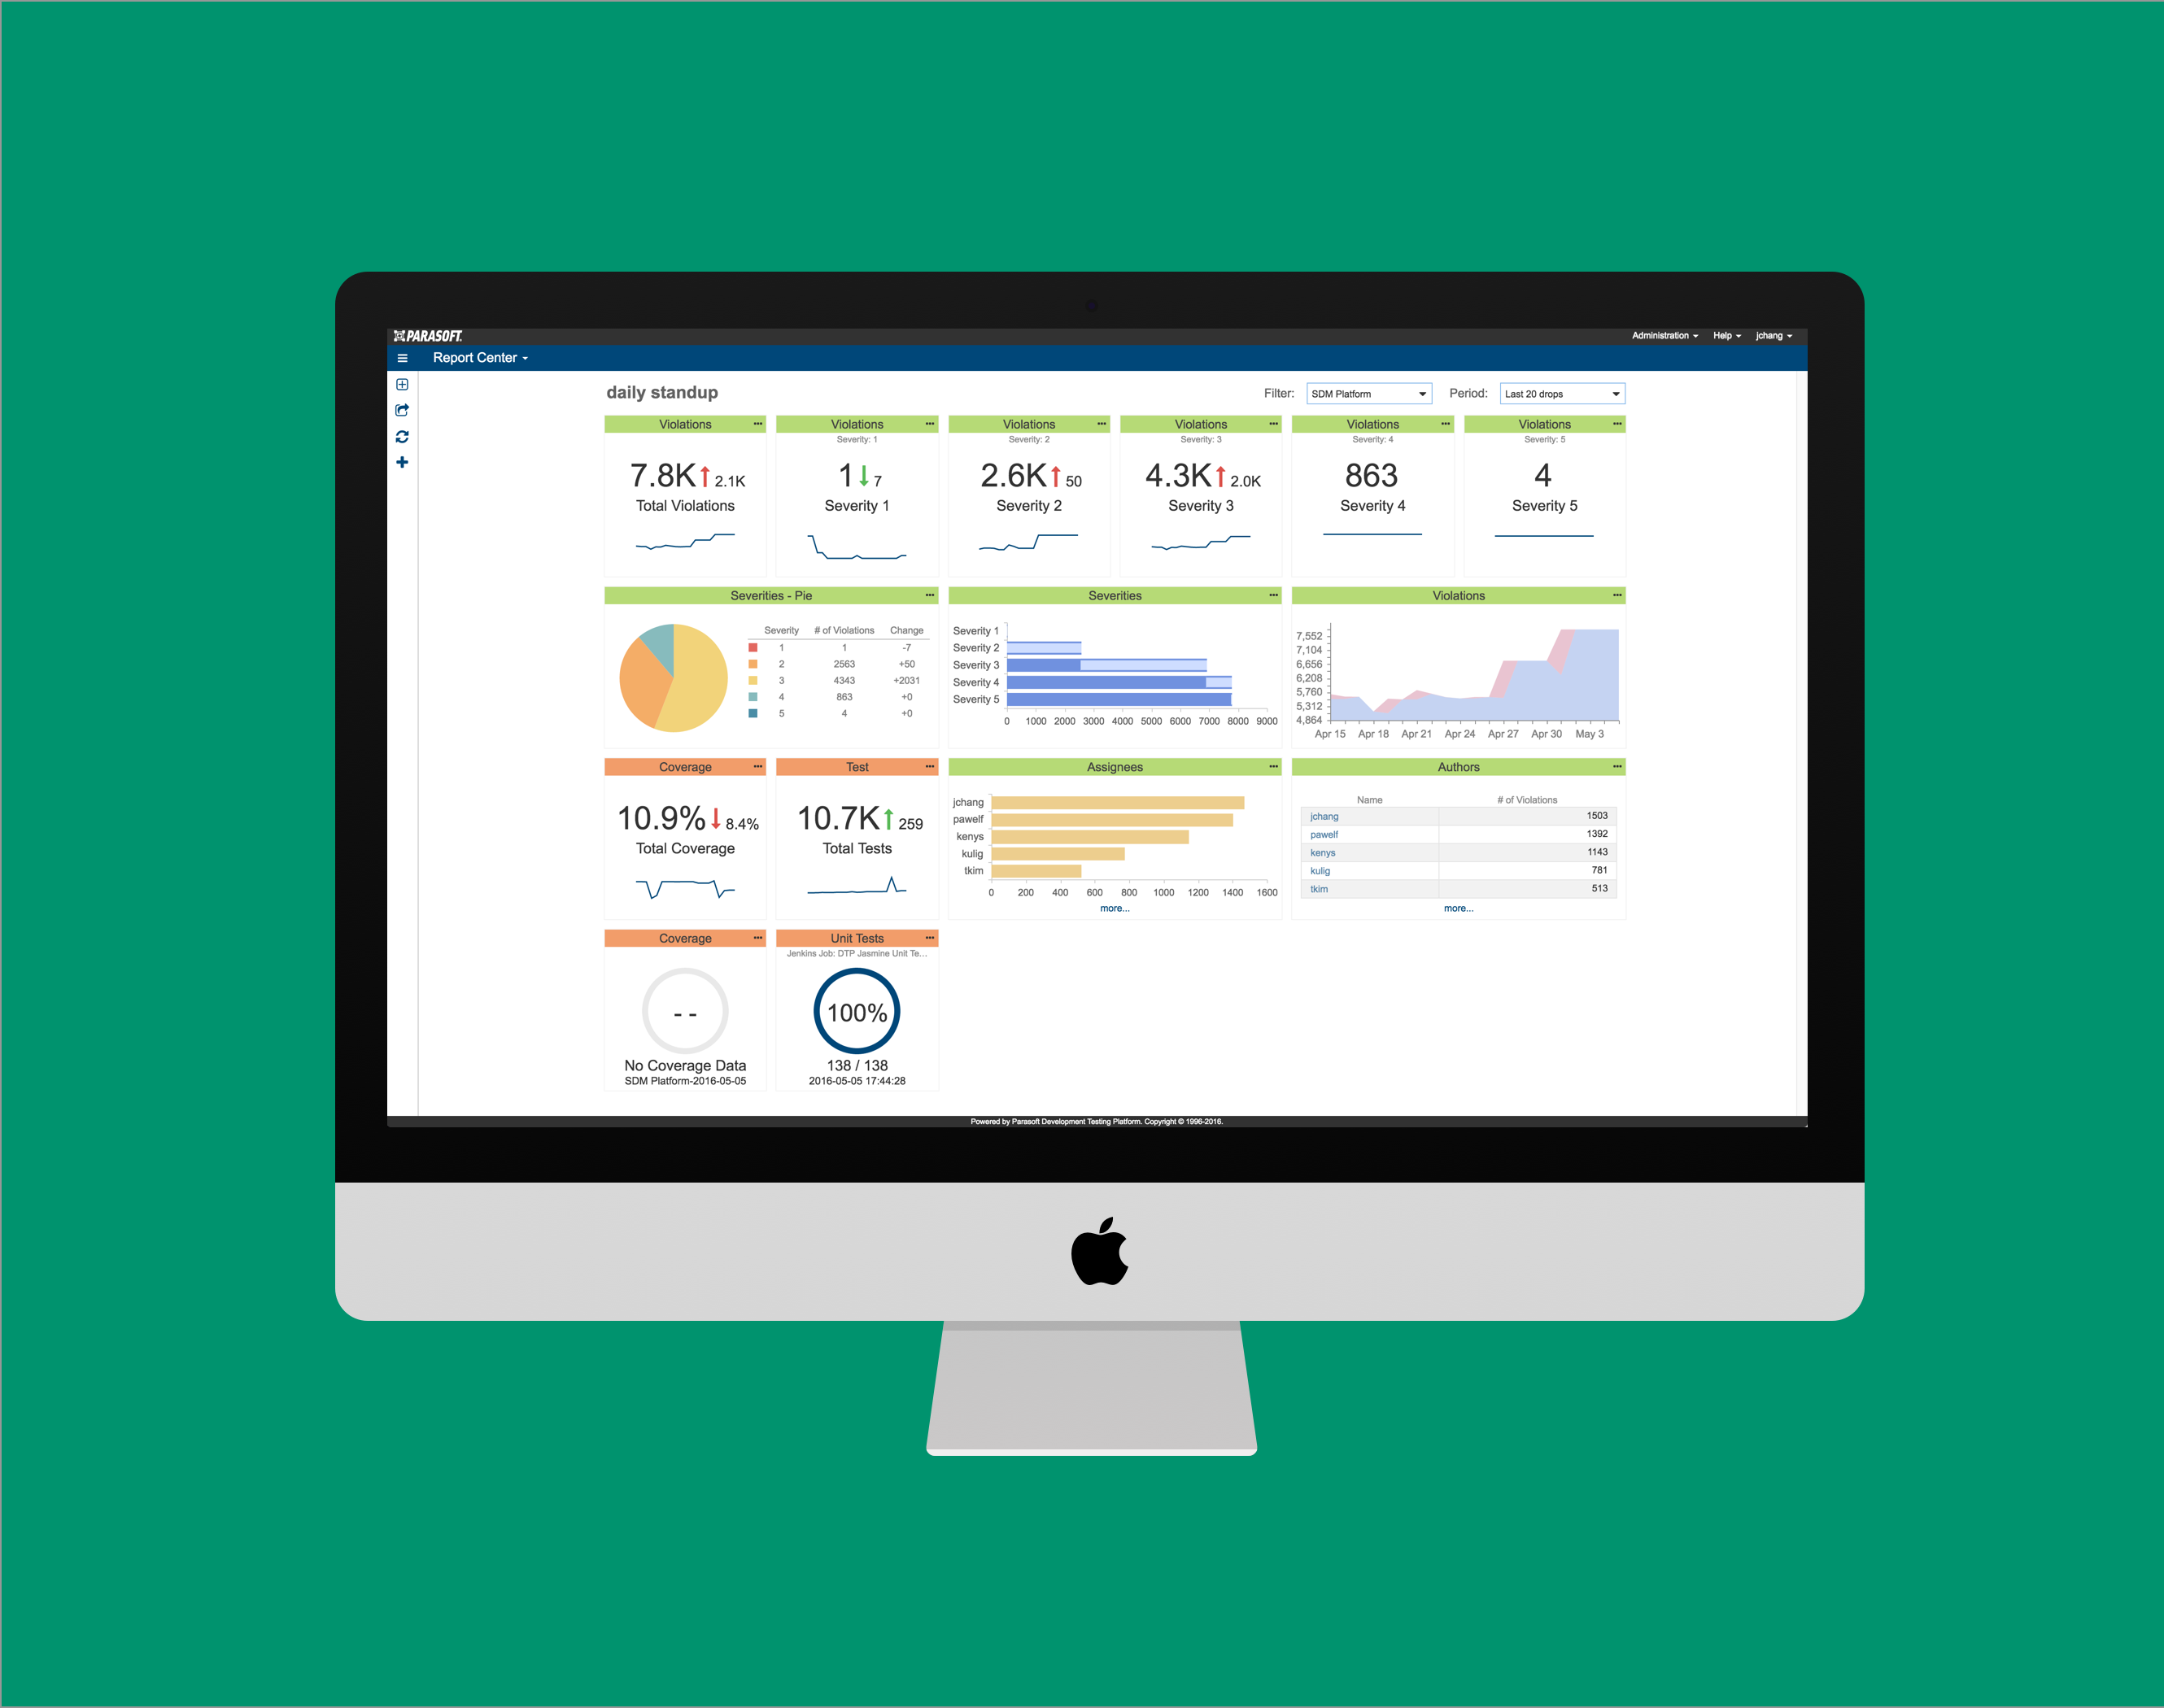 PARASOFT
Administration Help jchang
Report Center
daily standup
Filter: SDM Platform Period: Last 20 drops
Violations
7.8K 2.1K
Total Violations
Violations
Severity: 1
1 7
Severity 1
Violations
Severity: 2
2.6K 50
Severity 2
Violations
Severity: 3
4.3K 2.0K
Severity 3
Violations
Severity: 4
863
Severity 4
Violations
Severity: 5
4
Severity 5
Severities - Pie
Severity # of Violations Change
1 1 -7
2 2563 +50
3 4343 +2031
4 863 +0
5 4 +0
Severities
Severity 1
Severity 2
Severity 3
Severity 4
Severity 5
0 1000 2000 3000 4000 5000 6000 7000 8000 9000
Violations
7,552
7,104
6,656
6,208
5,760
5,312
4,864
Apr 15 Apr 18 Apr 21 Apr 24 Apr 27 Apr 30 May 3
Coverage
10.9% 8.4%
Total Coverage
Test
10.7K 259
Total Tests
Assignees
jchang
pawelf
kenys
kulig
tkim
0 200 400 600 800 1000 1200 1400 1600
more...
Authors
Name # of Violations
jchang 1503
pawelf 1392
kenys 1143
kulig 781
tkim 513
more...
Coverage
- -
No Coverage Data
SDM Platform-2016-05-05
Unit Tests
Jenkins Job: DTP Jasmine Unit Te...
100%
138 / 138
2016-05-05 17:44:28
Powered by Parasoft Development Testing Platform. Copyright © 1996-2016.